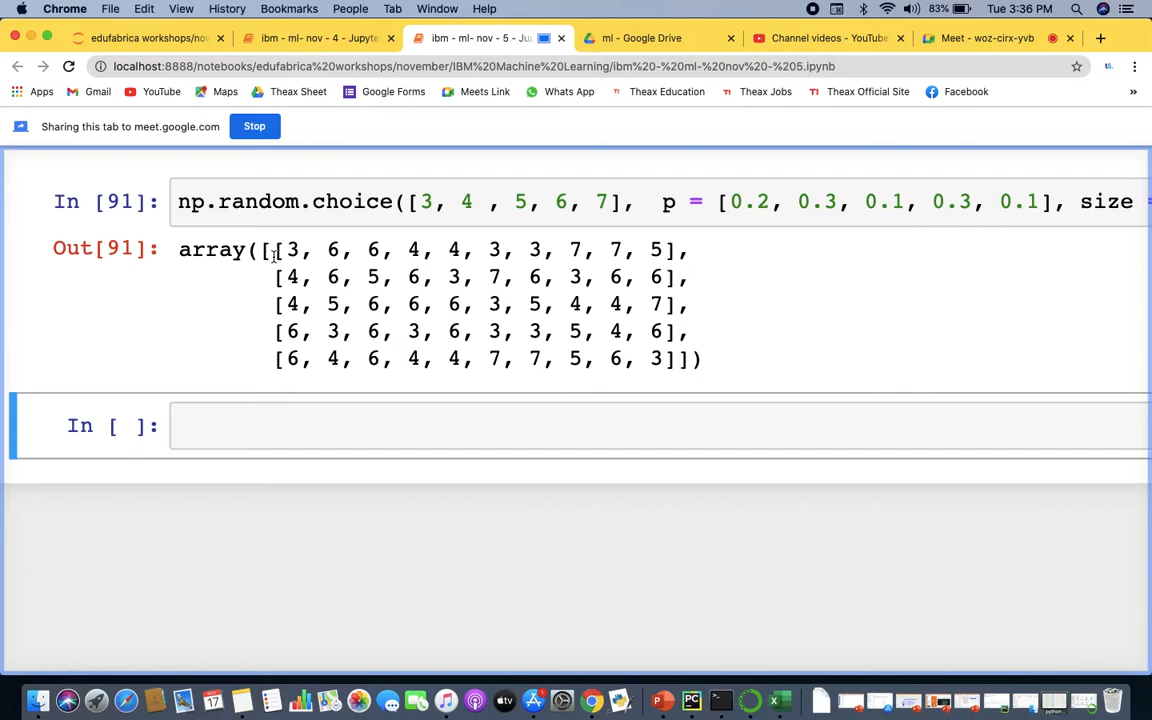 Chrome File Edit View History Bookmarks People Tab Window Help 83% Tue 3:36 PM
edufabrica workshops/nov ibm - ml- nov - 4 - Jupyte ibm - ml- nov - 5 - Ju ml - Google Drive Channel videos - YouTube Meet - woz-cirx-yvb
localhost:8888/notebooks/edufabrica%20workshops/november/IBM%20Machine%20Learning/ibm%20-%20ml-%20nov%20-%205.ipynb
Apps Gmail YouTube Maps Theax Sheet Google Forms Meets Link Whats App Theax Education Theax Jobs Theax Official Site Facebook »
Sharing this tab to meet.google.com Stop
In [91]: np.random.choice([3, 4 , 5, 6, 7], p = [0.2, 0.3, 0.1, 0.3, 0.1], size =
Out[91]: array([[3, 6, 6, 4, 4, 3, 3, 7, 7, 5],
[4, 6, 5, 6, 3, 7, 6, 3, 6, 6],
[4, 5, 6, 6, 6, 3, 5, 4, 4, 7],
[6, 3, 6, 3, 6, 3, 3, 5, 4, 6],
[6, 4, 6, 4, 4, 7, 7, 5, 6, 3]])
In [ ]: